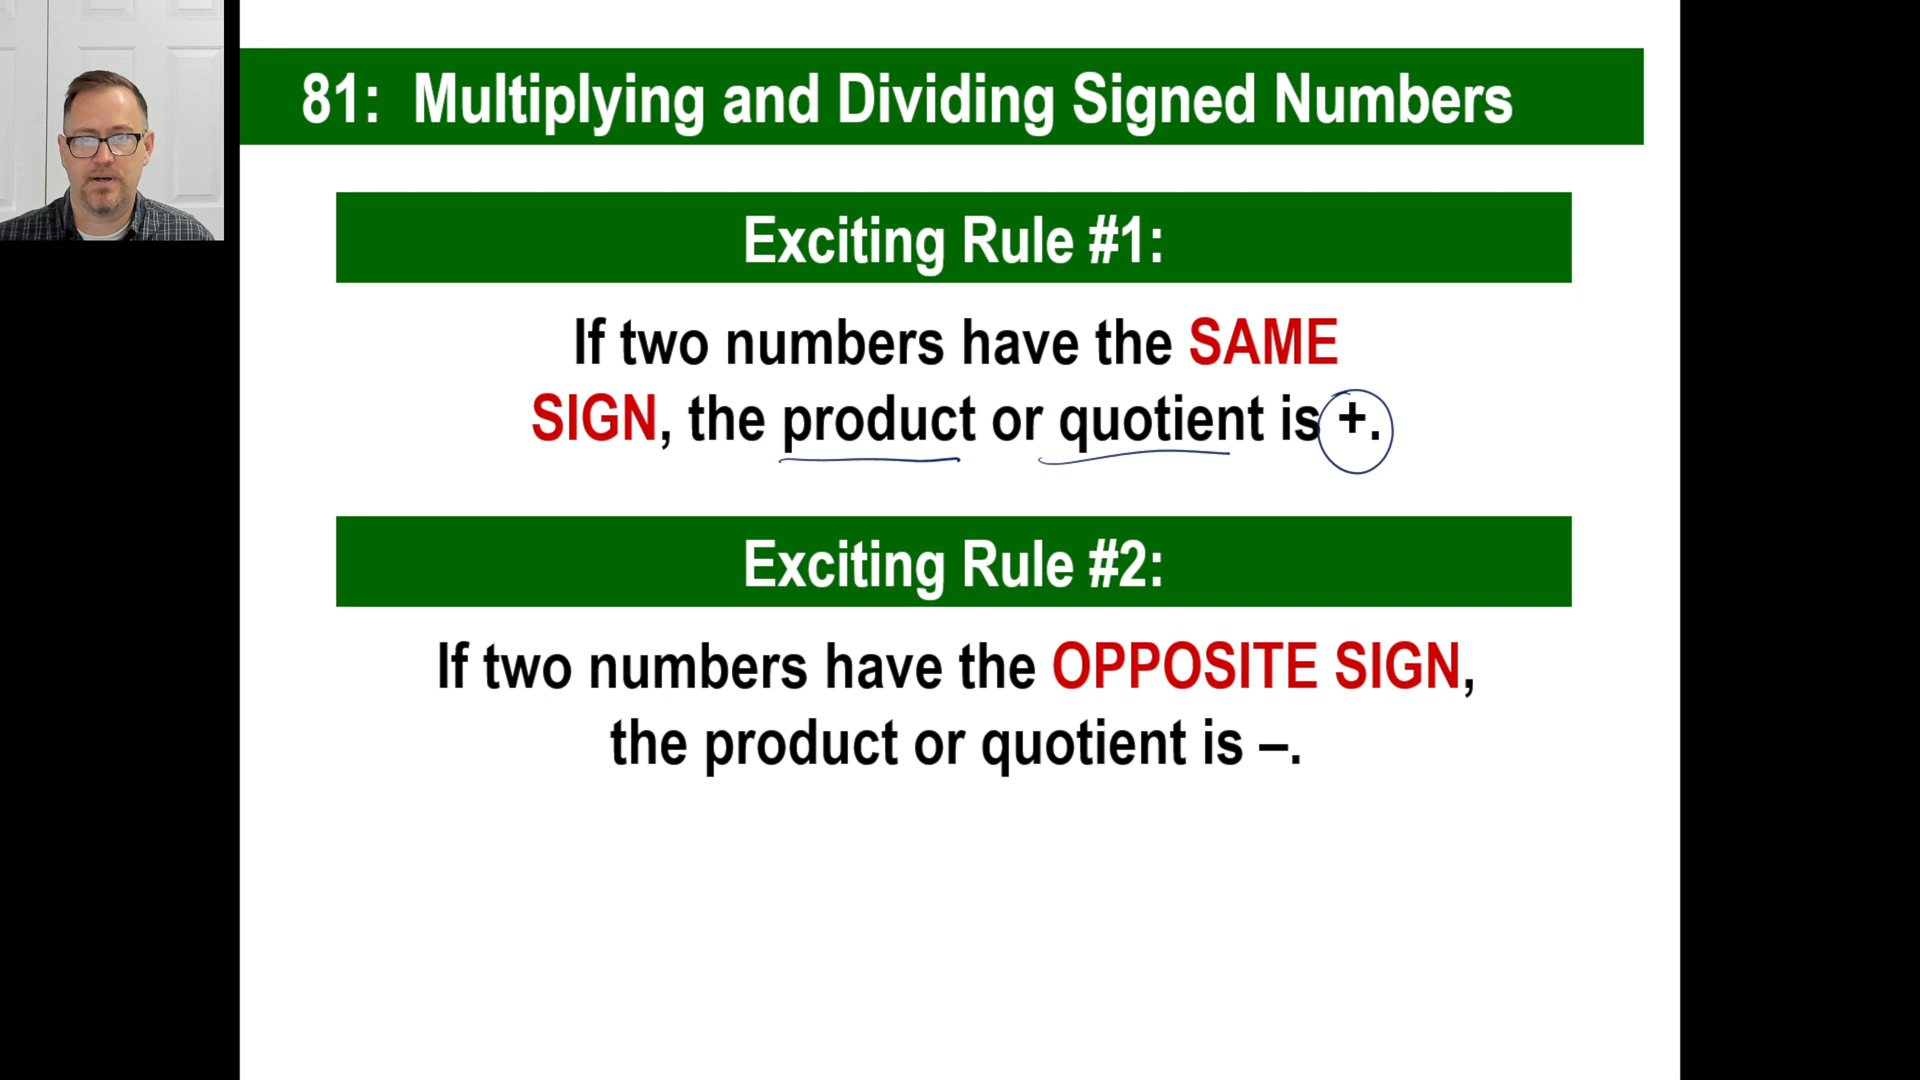 81: Multiplying and Dividing Signed Numbers
Exciting Rule #1:
If two numbers have the SAME
SIGN, the product or quotient is +.
Exciting Rule #2:
If two numbers have the OPPOSITE SIGN,
the product or quotient is –.